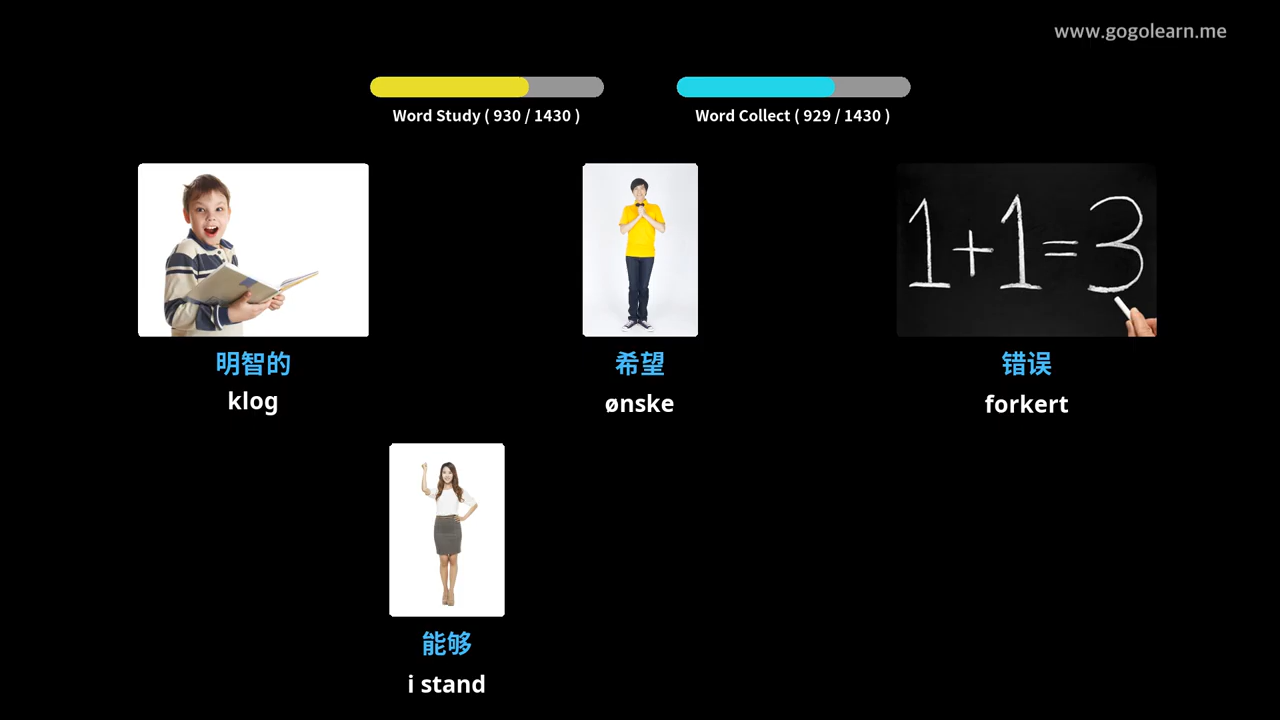 www.gogolearn.me
Word Study ( 930 / 1430 )
Word Collect ( 929 / 1430 )
1+1=3
明智的
klog
希望
ønske
错误
forkert
能够
i stand